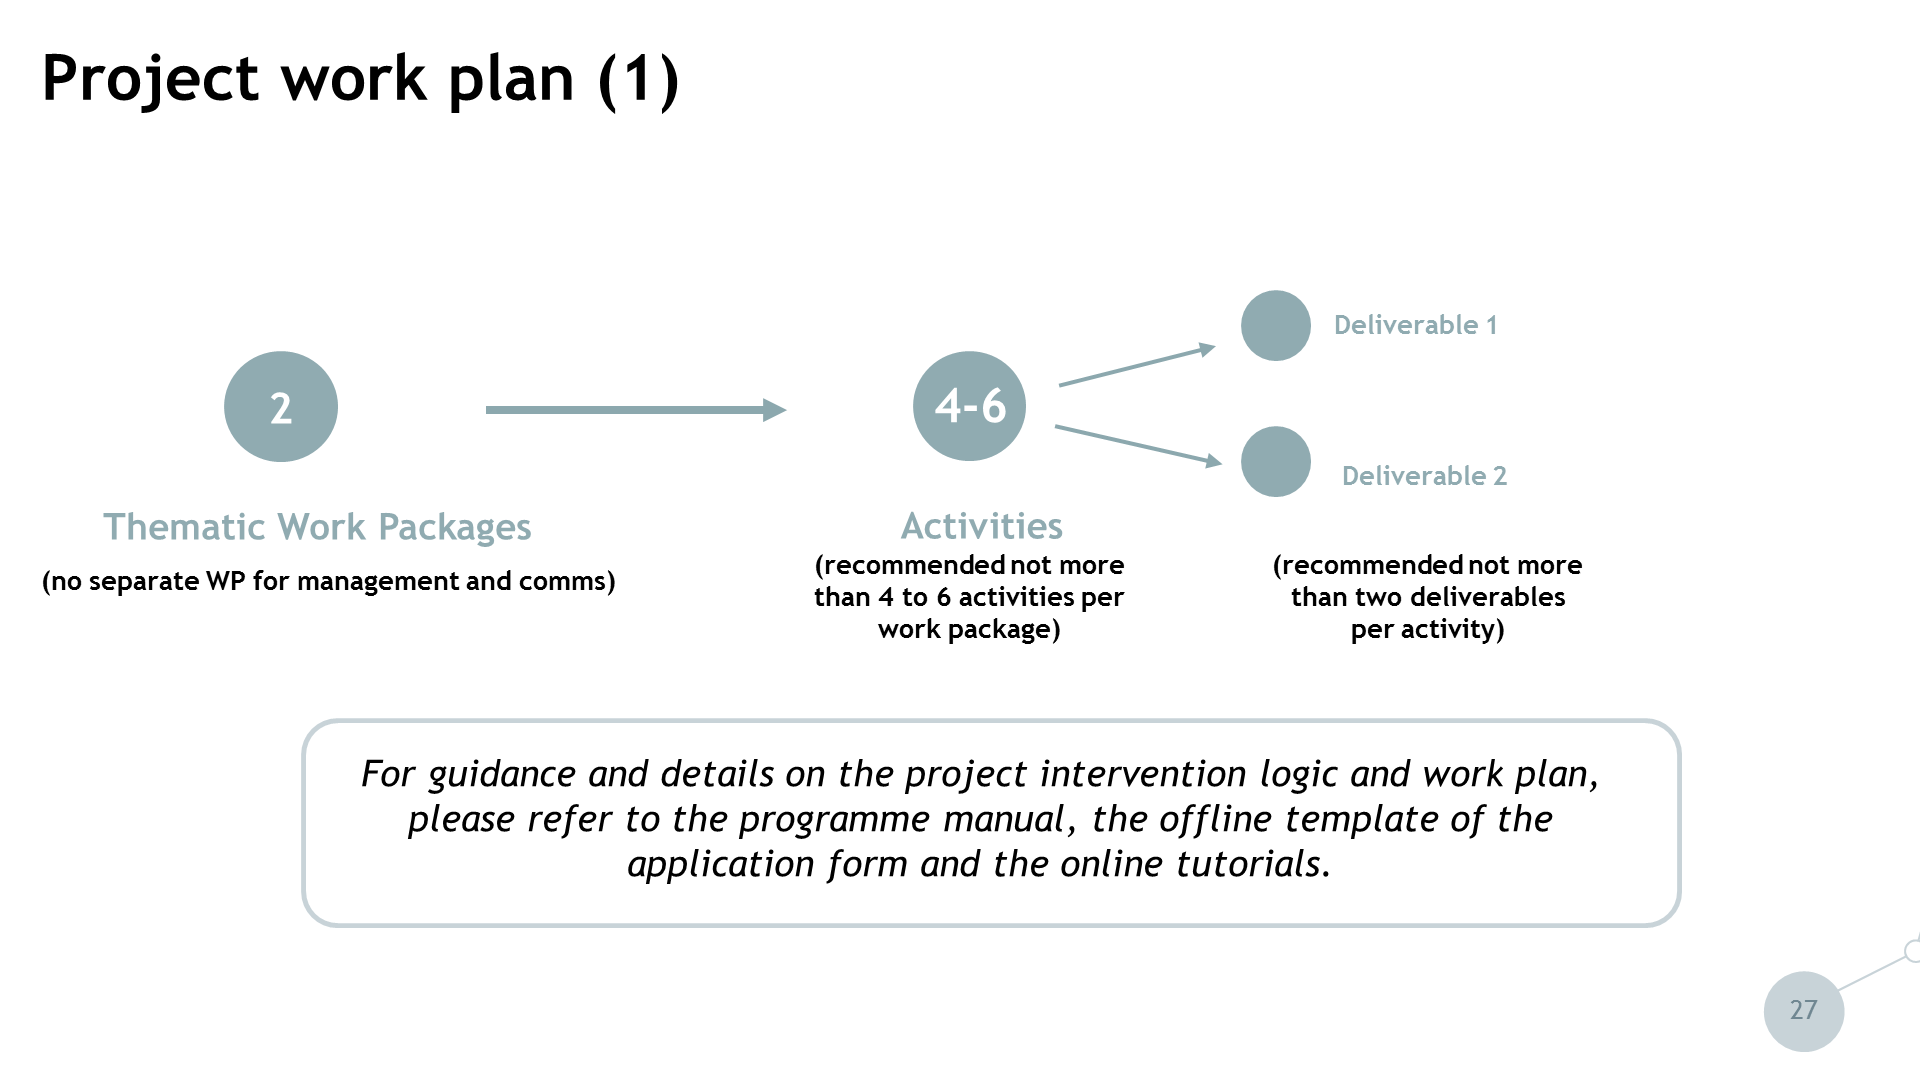 Project work plan (1)
2
Thematic Work Packages
(no separate WP for management and comms)
4-6
Activities
(recommended not more
than 4 to 6 activities per
work package)
Deliverable 1
Deliverable 2
(recommended not more
than two deliverables
per activity)
For guidance and details on the project intervention logic and work plan,
please refer to the programme manual, the offline template of the
application form and the online tutorials.
27